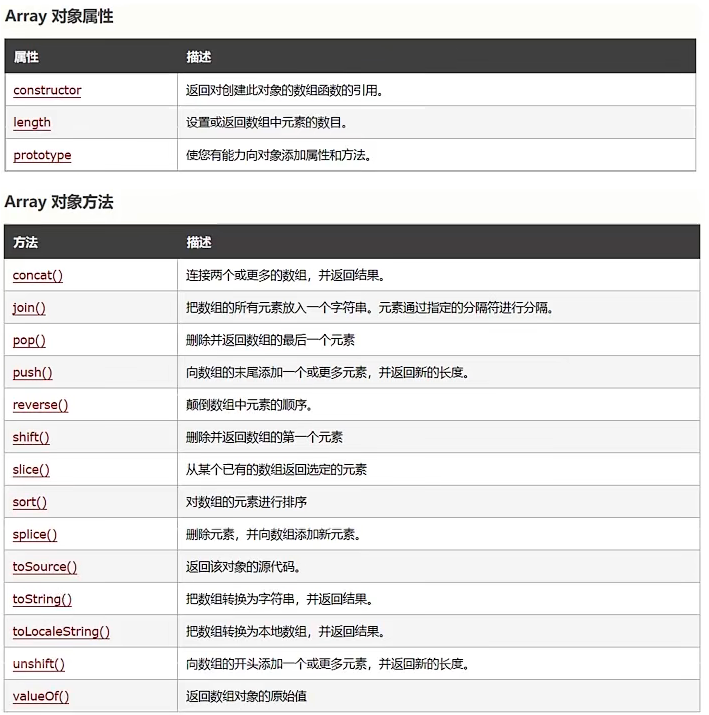 Array 对象属性
属性 描述
constructor 返回对创建此对象的数组函数的引用。
length 设置或返回数组中元素的数目。
prototype 使您有能力向对象添加属性和方法。
Array 对象方法
方法 描述
concat() 连接两个或更多的数组，并返回结果。
join() 把数组的所有元素放入一个字符串。元素通过指定的分隔符进行分隔。
pop() 删除并返回数组的最后一个元素
push() 向数组的末尾添加一个或更多元素，并返回新的长度。
reverse() 颠倒数组中元素的顺序。
shift() 删除并返回数组的第一个元素
slice() 从某个已有的数组返回选定的元素
sort() 对数组的元素进行排序
splice() 删除元素，并向数组添加新元素。
toSource() 返回该对象的源代码。
toString() 把数组转换为字符串，并返回结果。
toLocaleString() 把数组转换为本地数组，并返回结果。
unshift() 向数组的开头添加一个或更多元素，并返回新的长度。
valueOf() 返回数组对象的原始值